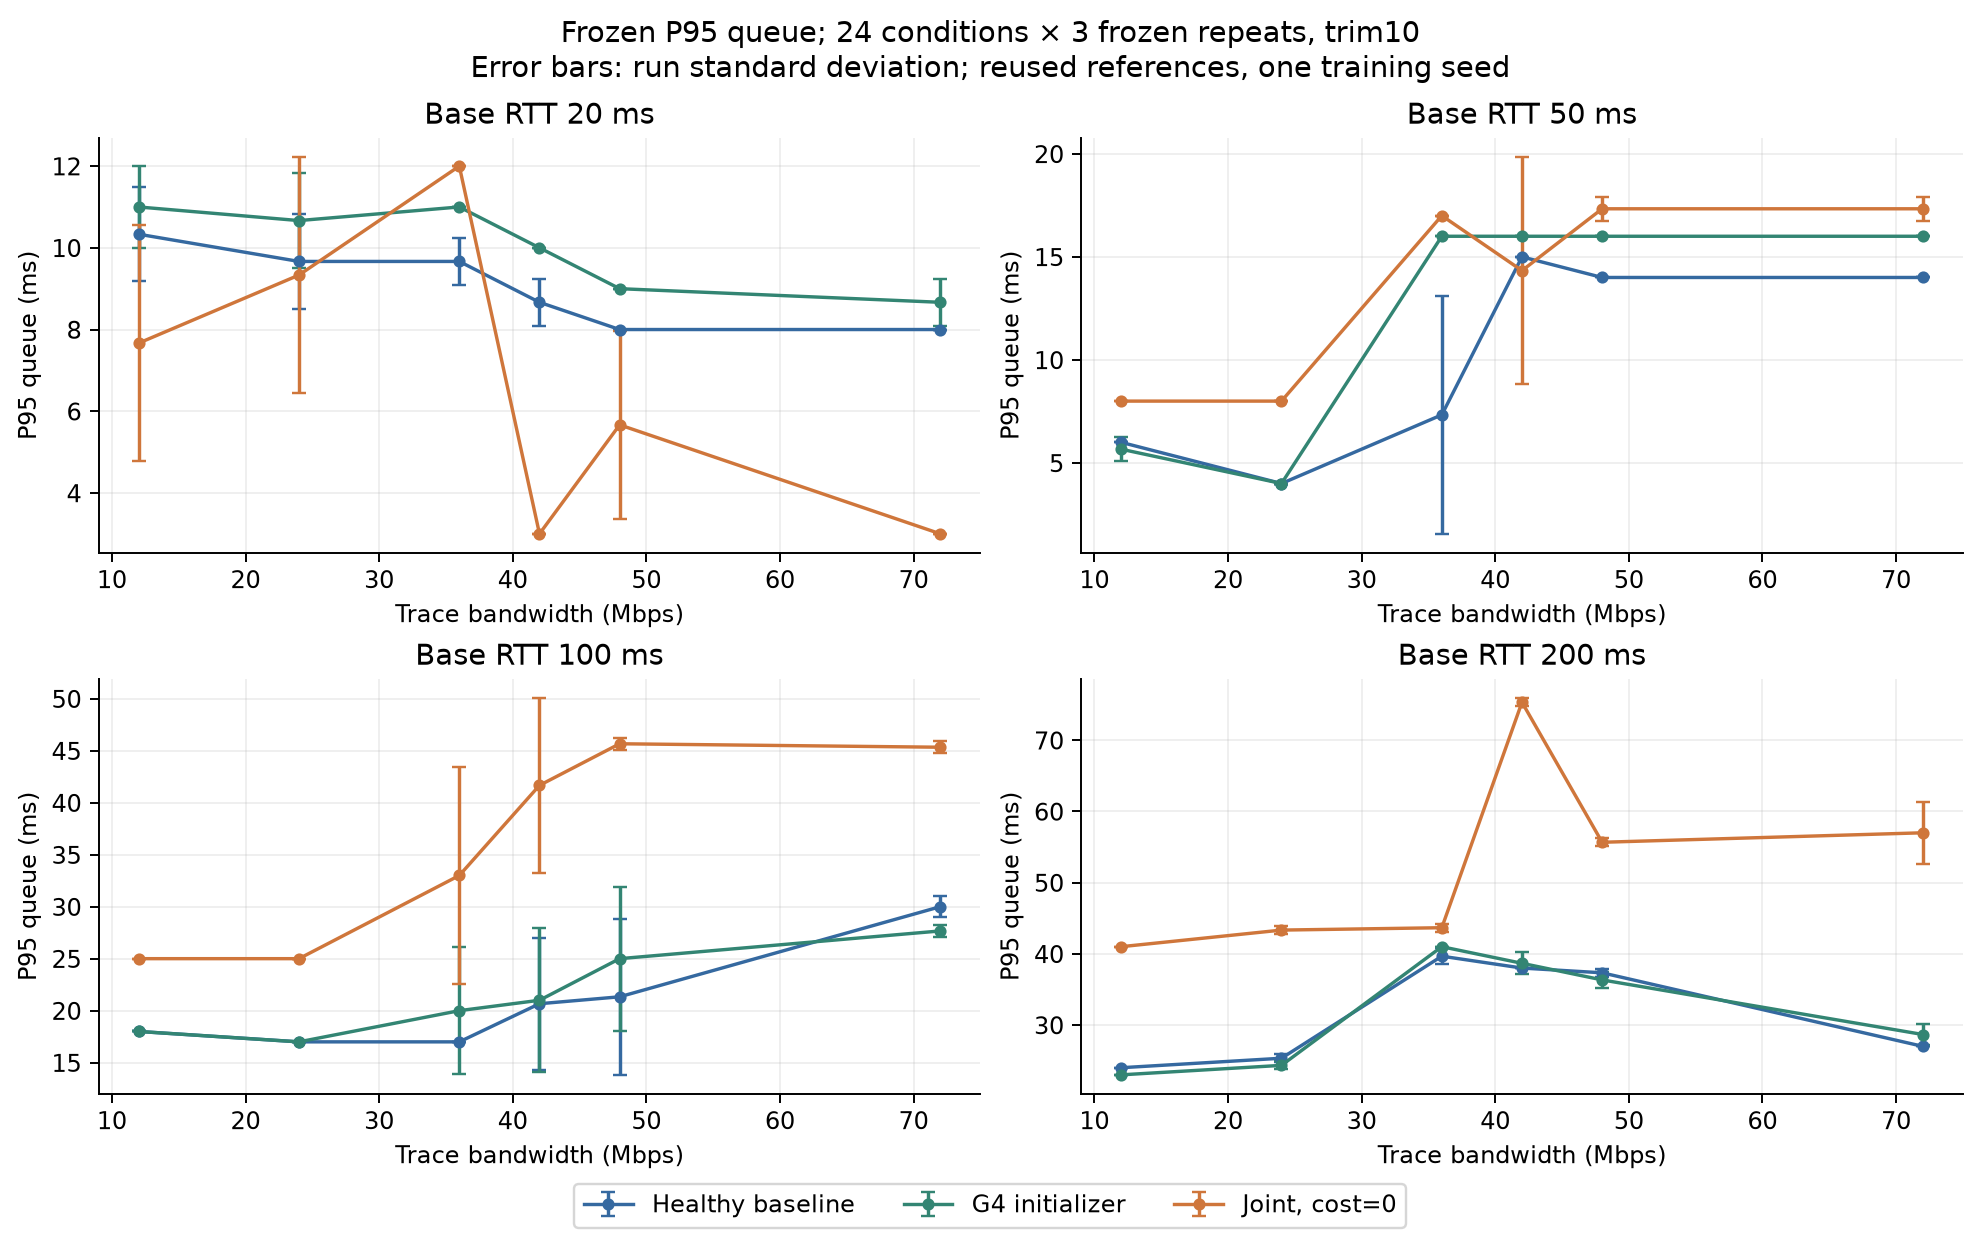 Frozen P95 queue; 24 conditions × 3 frozen repeats, trim10
Error bars: run standard deviation; reused references, one training seed
Base RTT 20 ms
12
10
8
6
4
P95 queue (ms)
10 20 30 40 50 60 70
Trace bandwidth (Mbps)
Base RTT 50 ms
20
15
10
5
P95 queue (ms)
10 20 30 40 50 60 70
Trace bandwidth (Mbps)
Base RTT 100 ms
50
45
40
35
30
25
20
15
P95 queue (ms)
10 20 30 40 50 60 70
Trace bandwidth (Mbps)
Base RTT 200 ms
70
60
50
40
30
P95 queue (ms)
10 20 30 40 50 60 70
Trace bandwidth (Mbps)
Healthy baseline G4 initializer Joint, cost=0